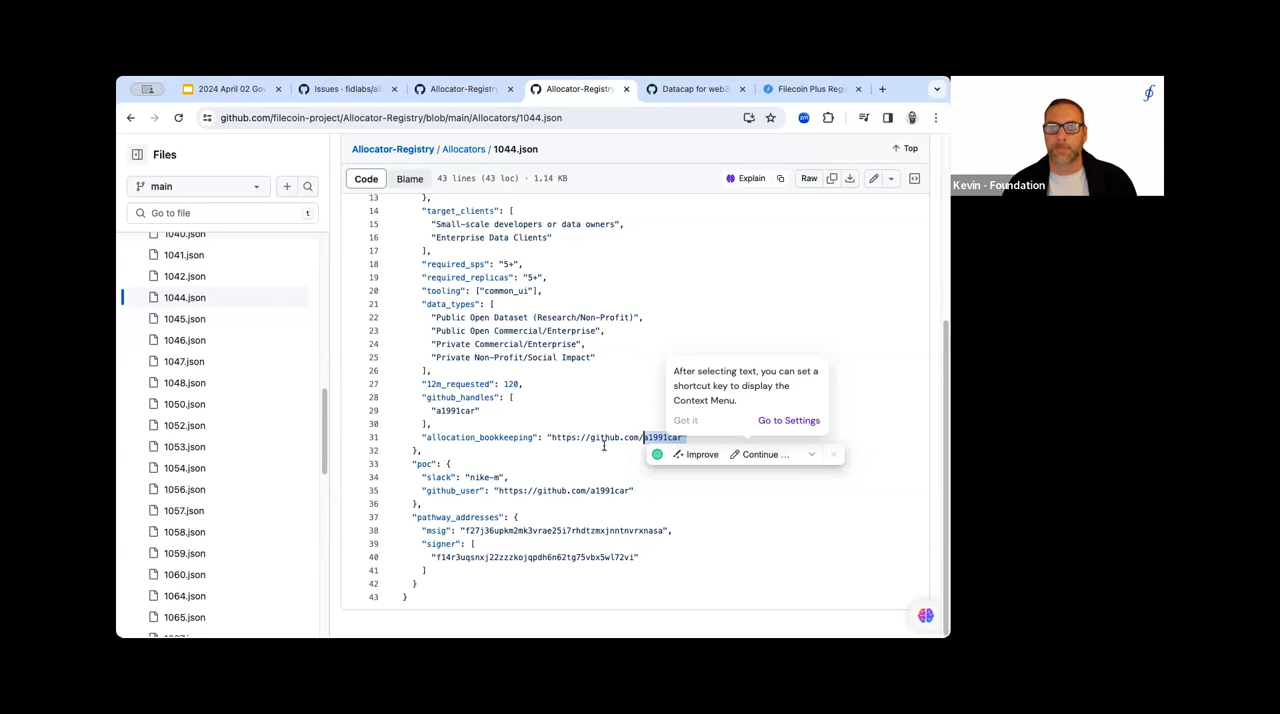 2024 April 02 Go
Issues · fidlabs/al
Allocator-Registry
Allocator-Registry
Datacap for web3
Filecoin Plus Regi
github.com/filecoin-project/Allocator-Registry/blob/main/Allocators/1044.json
Files
main
Go to file
t
1040.json
1041.json
1042.json
1044.json
1045.json
1046.json
1047.json
1048.json
1050.json
1052.json
1053.json
1054.json
1056.json
1057.json
1058.json
1059.json
1060.json
1064.json
1065.json
Allocator-Registry / Allocators / 1044.json
Top
Code
Blame
43 lines (43 loc) · 1.14 KB
Explain
Raw
13 },
14 "target_clients": [
15 "Small-scale developers or data owners",
16 "Enterprise Data Clients"
17 ],
18 "required_sps": "5+",
19 "required_replicas": "5+",
20 "tooling": ["common_ui"],
21 "data_types": [
22 "Public Open Dataset (Research/Non-Profit)",
23 "Public Open Commercial/Enterprise",
24 "Private Commercial/Enterprise",
25 "Private Non-Profit/Social Impact"
26 ],
27 "12m_requested": 120,
28 "github_handles": [
29 "a1991car"
30 ],
31 "allocation_bookkeeping": "https://github.com/a1991car"
32 },
33 "poc": {
34 "slack": "nike-m",
35 "github_user": "https://github.com/a1991car"
36 },
37 "pathway_addresses": {
38 "msig": "f27j36upkm2mk3vrae25i7rhdtzmxjnntnvrxnasa",
39 "signer": [
40 "f14r3uqsnxj22zzzkojqpdh6n62tg75vbx5wl72vi"
41 ]
42 }
43 }
After selecting text, you can set a
shortcut key to display the
Context Menu.
Got it
Go to Settings
Improve
Continue ...
Kevin - Foundation